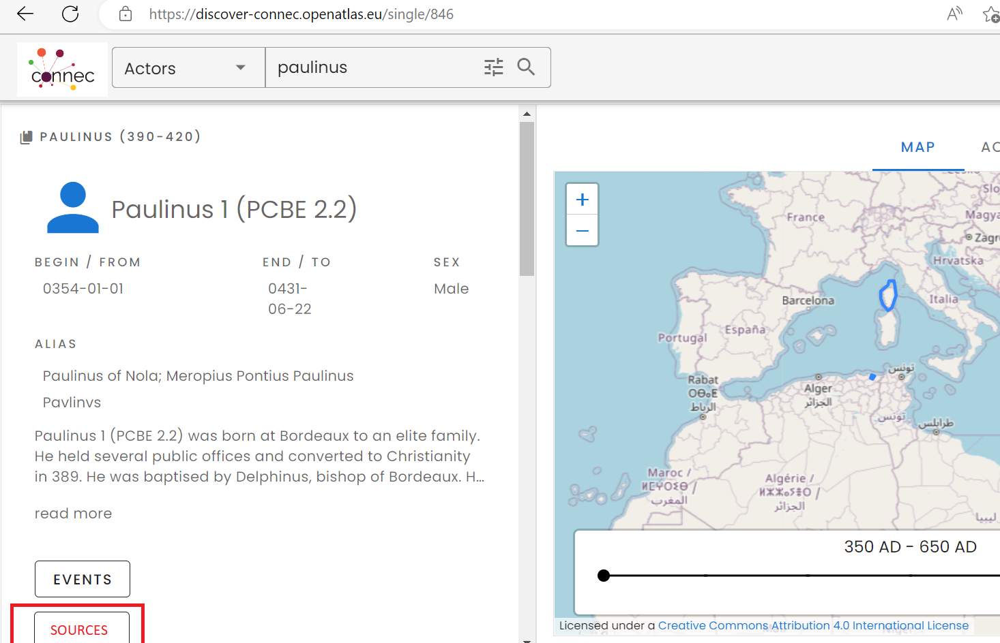 https://discover-connec.openatlas.eu/single/846
connec
Actors
paulinus
PAULINUS (390-420)
Paulinus 1 (PCBE 2.2)
BEGIN / FROM
END / TO
SEX
0354-01-01
0431-
06-22
Male
ALIAS
Paulinus of Nola; Meropius Pontius Paulinus
Pavlinvs
Paulinus 1 (PCBE 2.2) was born at Bordeaux to an elite family.
He held several public offices and converted to Christianity
in 389. He was baptised by Delphinus, bishop of Bordeaux. H...
read more
EVENTS
SOURCES
MAP
AC
Česko
Slo
France
Magya
Zagre
Hrvatska
Barcelona
Italia
España
Portugal
تونس
Rabat
ⵔⴱⴰⵟ
الرباط
Alger
الجزائر
تونس
طرابلس
Maroc /
ⵍⵎⵖⵔⵉⴱ /
المغرب
Algérie /
ⵍⵣⵣⴰⵢⴻⵔ /
الجزائر
ليبيا
350 AD - 650 AD
Licensed under a Creative Commons Attribution 4.0 International License
Mali
Niger